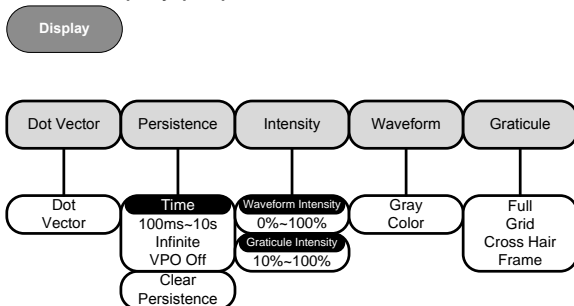 Display
Dot Vector
Persistence
Intensity
Waveform
Graticule
Dot
Vector
Time
100ms~10s
Infinite
VPO Off
Clear
Persistence
Waveform Intensity
0%~100%
Graticule Intensity
10%~100%
Gray
Color
Full
Grid
Cross Hair
Frame